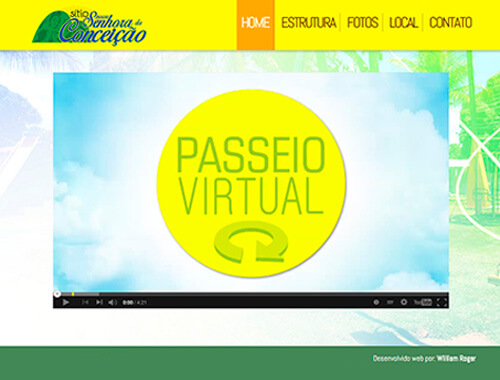 sítio
Senhora da
Conceição
HOME
ESTRUTURA
FOTOS
LOCAL
CONTATO
PASSEIO
VIRTUAL
0:00 / 4:21
YouTube
Desenvolvido web por: William Roger